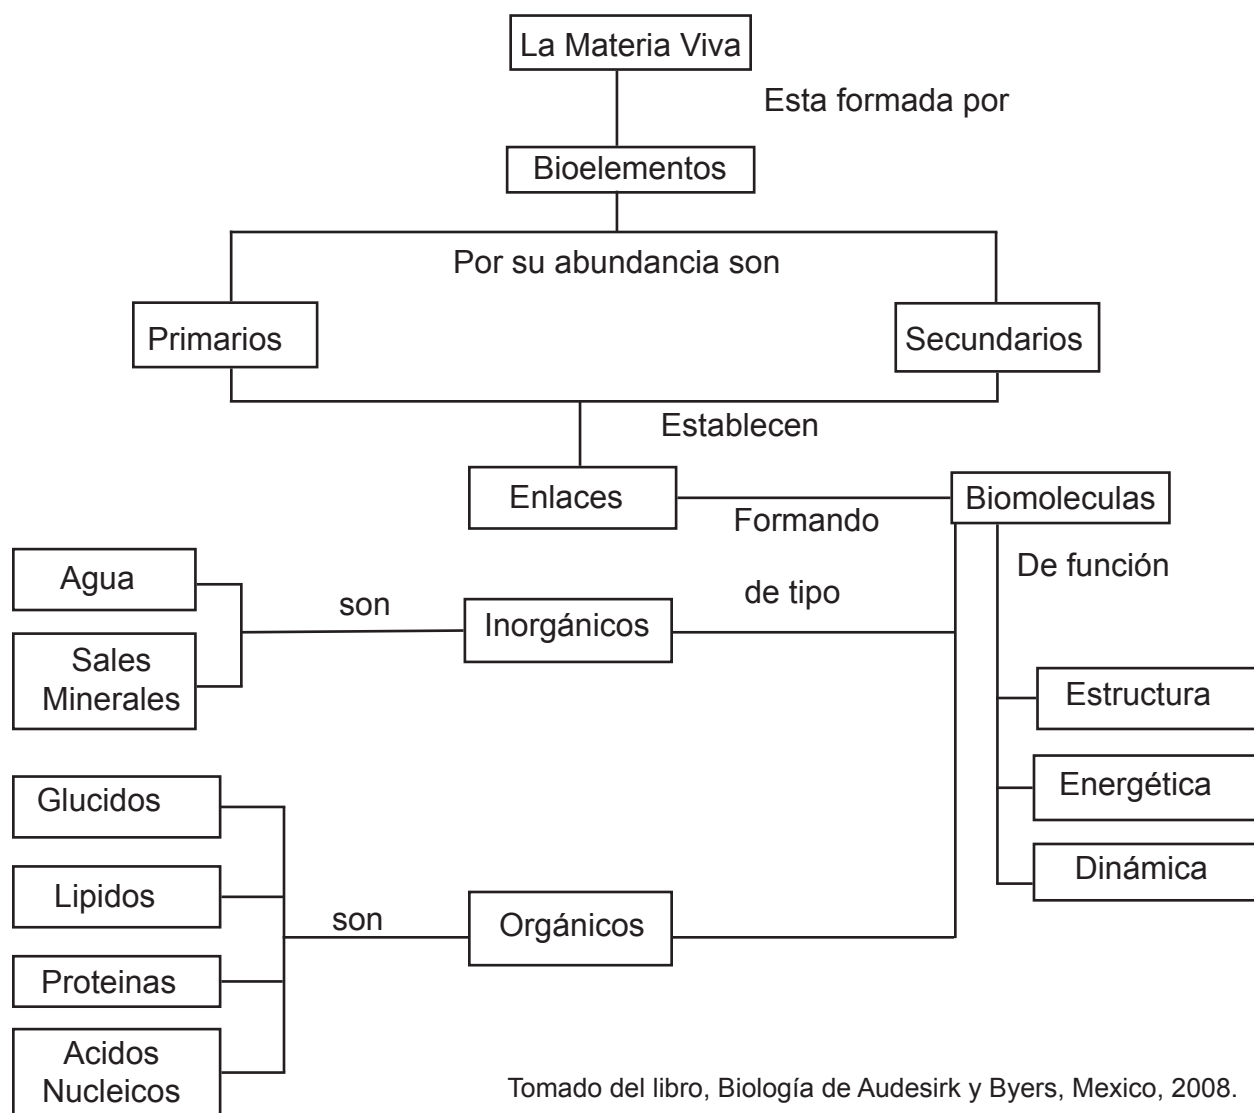 La Materia Viva
Esta formada por
Bioelementos
Por su abundancia son
Primarios
Secundarios
Establecen
Enlaces
Formando
Biomoleculas
De función
de tipo
Agua
son
Inorgánicos
Sales
Minerales
Estructura
Energética
Dinámica
Glucidos
Lipidos
son
Orgánicos
Proteinas
Acidos
Nucleicos
Tomado del libro, Biología de Audesirk y Byers, Mexico, 2008.